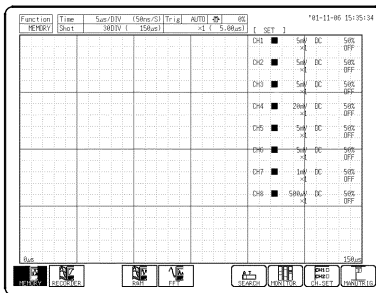 Function Time 5µs/DIV (50ns/S) Trig AUTO 0% '01-11-06 15:35:34
MEMORY Shot 30DIV ( 150µs) ×1 ( 5.00µs) [ SET ]
CH1 5mV DC 50%
×1 OFF
CH2 5mV DC 50%
×1 OFF
CH3 5mV DC 50%
×1 OFF
CH4 20mV DC 50%
×1 OFF
CH5 5mV DC 50%
×1 OFF
CH6 5mV DC 50%
×1 OFF
CH7 1mV DC 50%
×1 OFF
CH8 500µV DC 50%
×1 OFF
0µs 150µs
MEMORY RECORDER R&M FFT SEARCH MONITOR CH-SET MANUTRIG